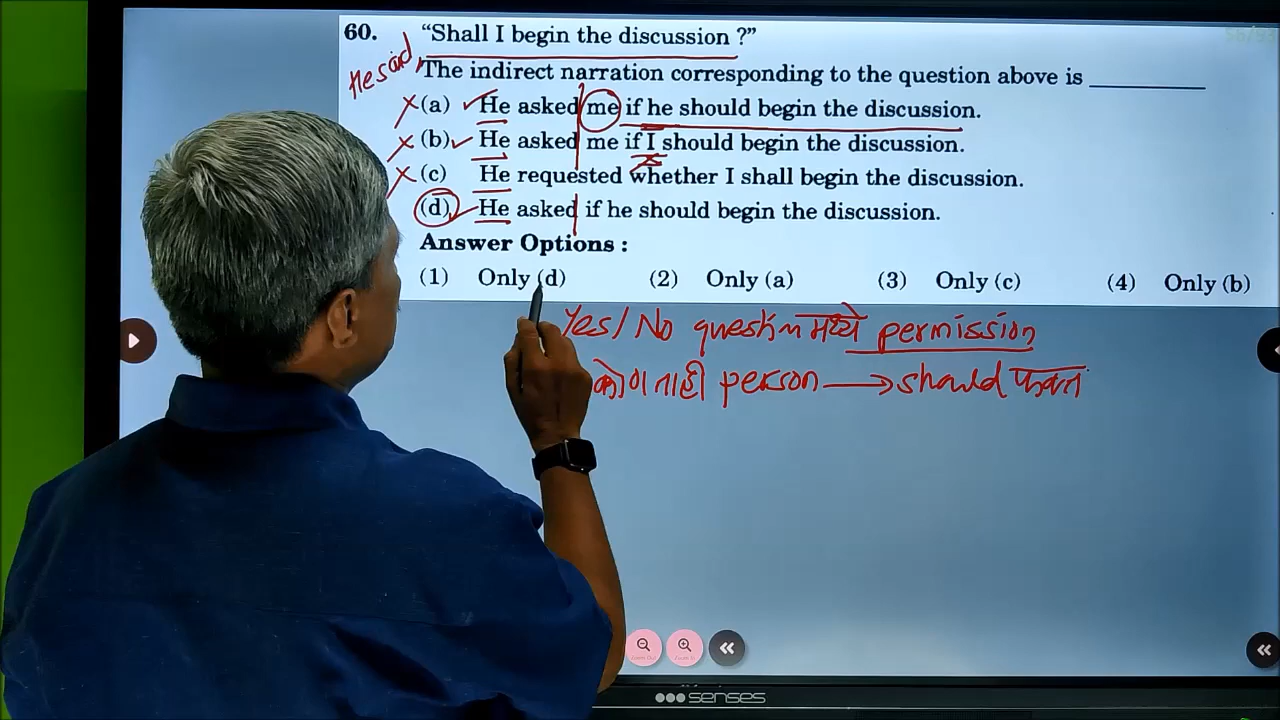 60. “Shall I begin the discussion ?”
He said, The indirect narration corresponding to the question above is ________
(a) He asked me if he should begin the discussion.
(b) He asked me if I should begin the discussion.
(c) He requested whether I shall begin the discussion.
(d) He asked if he should begin the discussion.
Answer Options :
(1) Only (d) (2) Only (a) (3) Only (c) (4) Only (b)
Yes/No question मध्ये permission
कोणताही person → should फक्त
senses